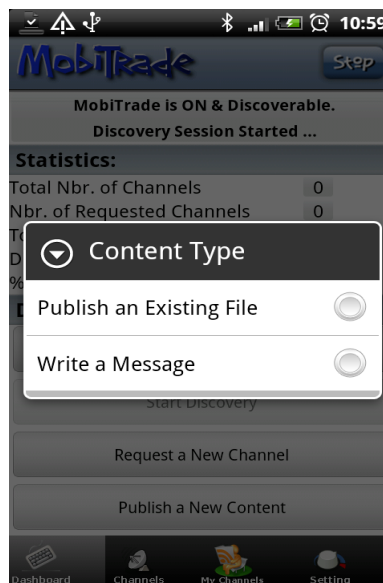 10:59
MobiTrade
Stop
MobiTrade is ON & Discoverable.
Discovery Session Started ...
Statistics:
Total Nbr. of Channels 0
Nbr. of Requested Channels 0
Content Type
%
Publish an Existing File
Write a Message
Start Discovery
Request a New Channel
Publish a New Content
Dashboard Channels My Channels Setting